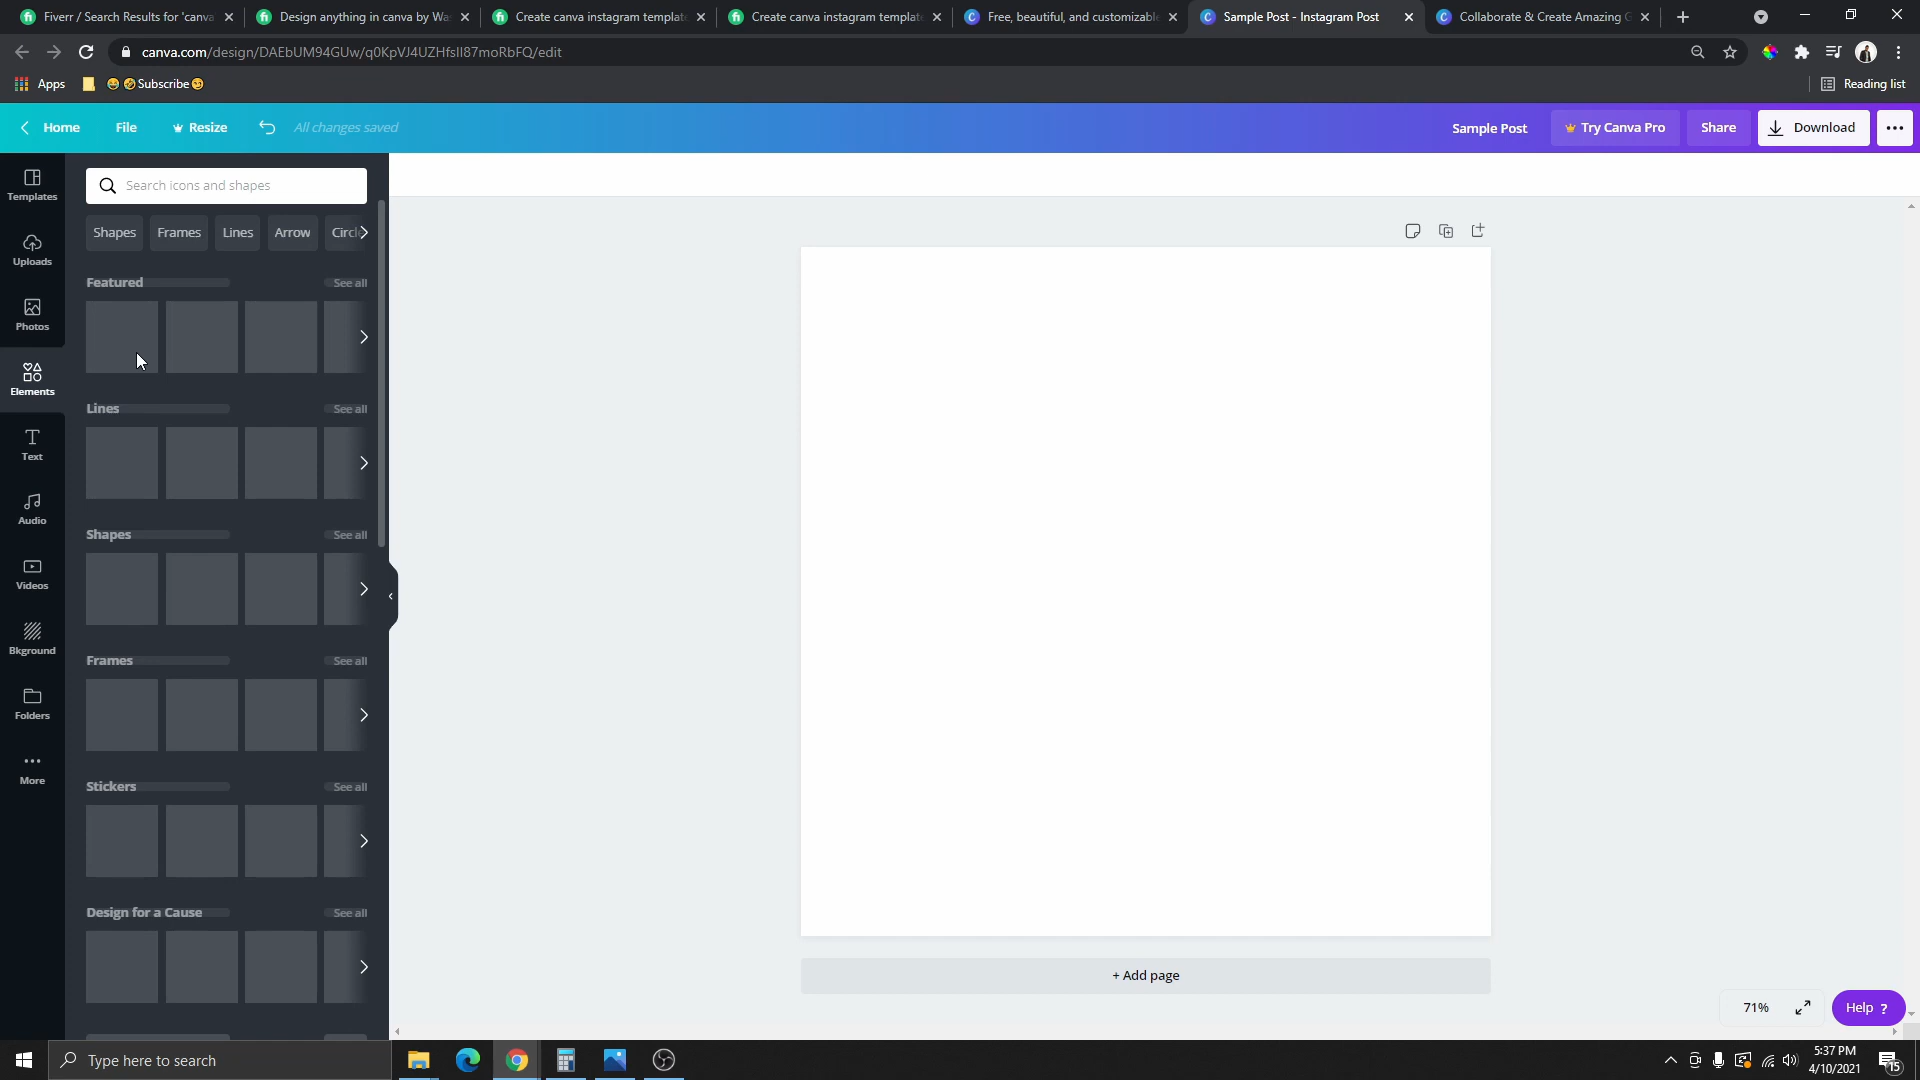 Fiverr / Search Results for 'canva
Design anything in canva by Wa
Create canva instagram templat
Create canva instagram templat
Free, beautiful, and customizabl
Sample Post - Instagram Post
Collaborate & Create Amazing G
canva.com/design/DAEbUM94GUw/q0KpVJ4UZHfsIl87moRbFQ/edit
Apps
😂🤣Subscribe😏
Reading list
Home
File
Resize
All changes saved
Sample Post
Try Canva Pro
Share
Download
Templates
Uploads
Photos
Elements
Text
Audio
Videos
Bkground
Folders
More
Search icons and shapes
Shapes
Frames
Lines
Arrow
Circle
Featured
See all
Lines
See all
Shapes
See all
Frames
See all
Stickers
See all
Design for a Cause
See all
+ Add page
71%
Help ?
Type here to search
5:37 PM
4/10/2021
15